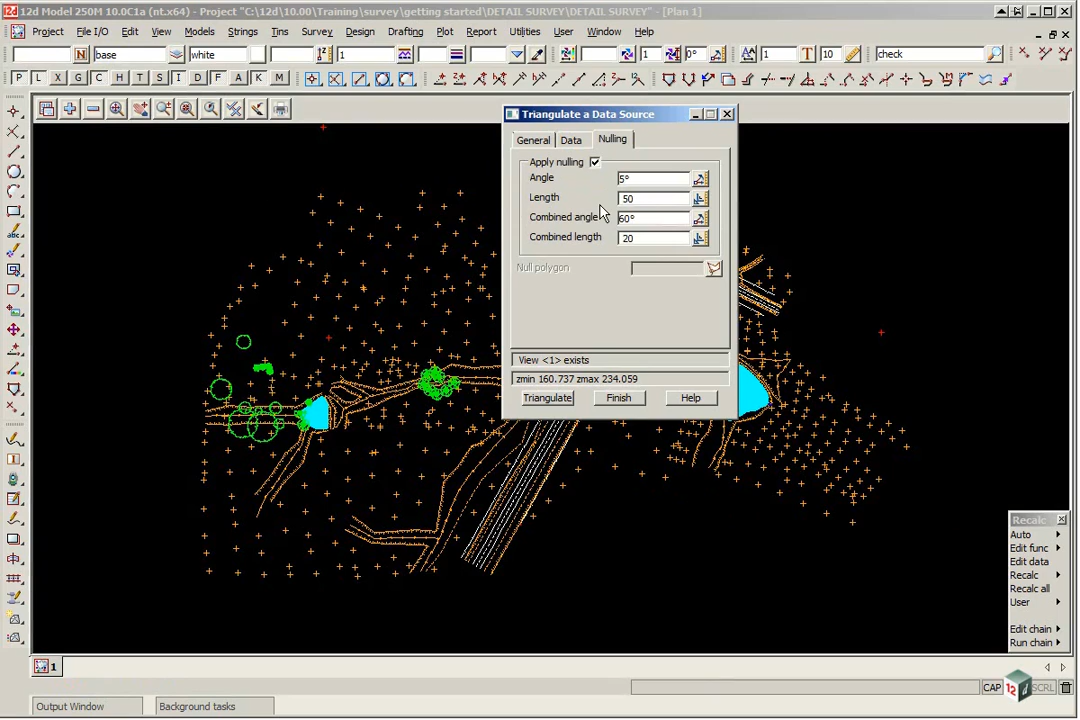 12d Model 250M 10.0C1a (nt.x64) - Project "C:\12d\10.00\Training\survey\getting started\DETAIL SURVEY\DETAIL SURVEY" - [Plan 1]
Project File I/O Edit View Models Strings Tins Survey Design Drafting Plot Report Utilities User Window Help
N base white 1 1 0° 1 T 10 check
P L X G C H T S I D F A K M
Triangulate a Data Source
General Data Nulling
Apply nulling
Angle 5°
Length 50
Combined angle 60°
Combined length 20
Null polygon
View <1> exists
zmin 160.737 zmax 234.059
Triangulate Finish Help
Recalc
Auto
Edit func
Edit data
Recalc
Recalc all
User
Edit chain
Run chain
1
CAP 12d SCRL
Output Window Background tasks